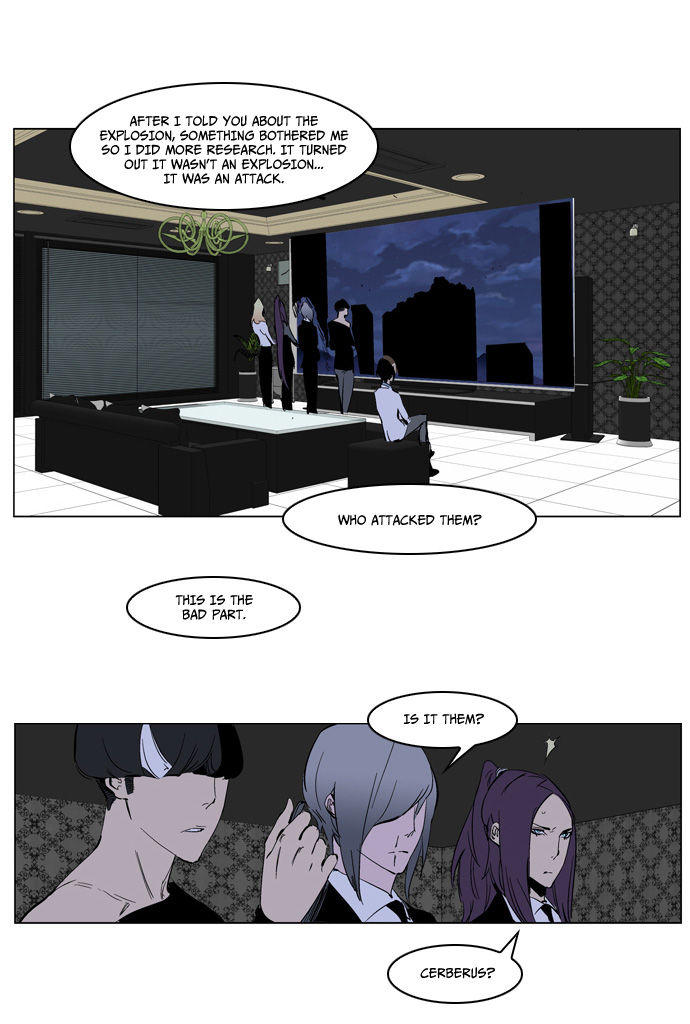 AFTER I TOLD YOU ABOUT THE
EXPLOSION, SOMETHING BOTHERED ME
SO I DID MORE RESEARCH. IT TURNED
OUT IT WASN'T AN EXPLOSION...
IT WAS AN ATTACK.
WHO ATTACKED THEM?
THIS IS THE
BAD PART.
IS IT THEM?
CERBERUS?